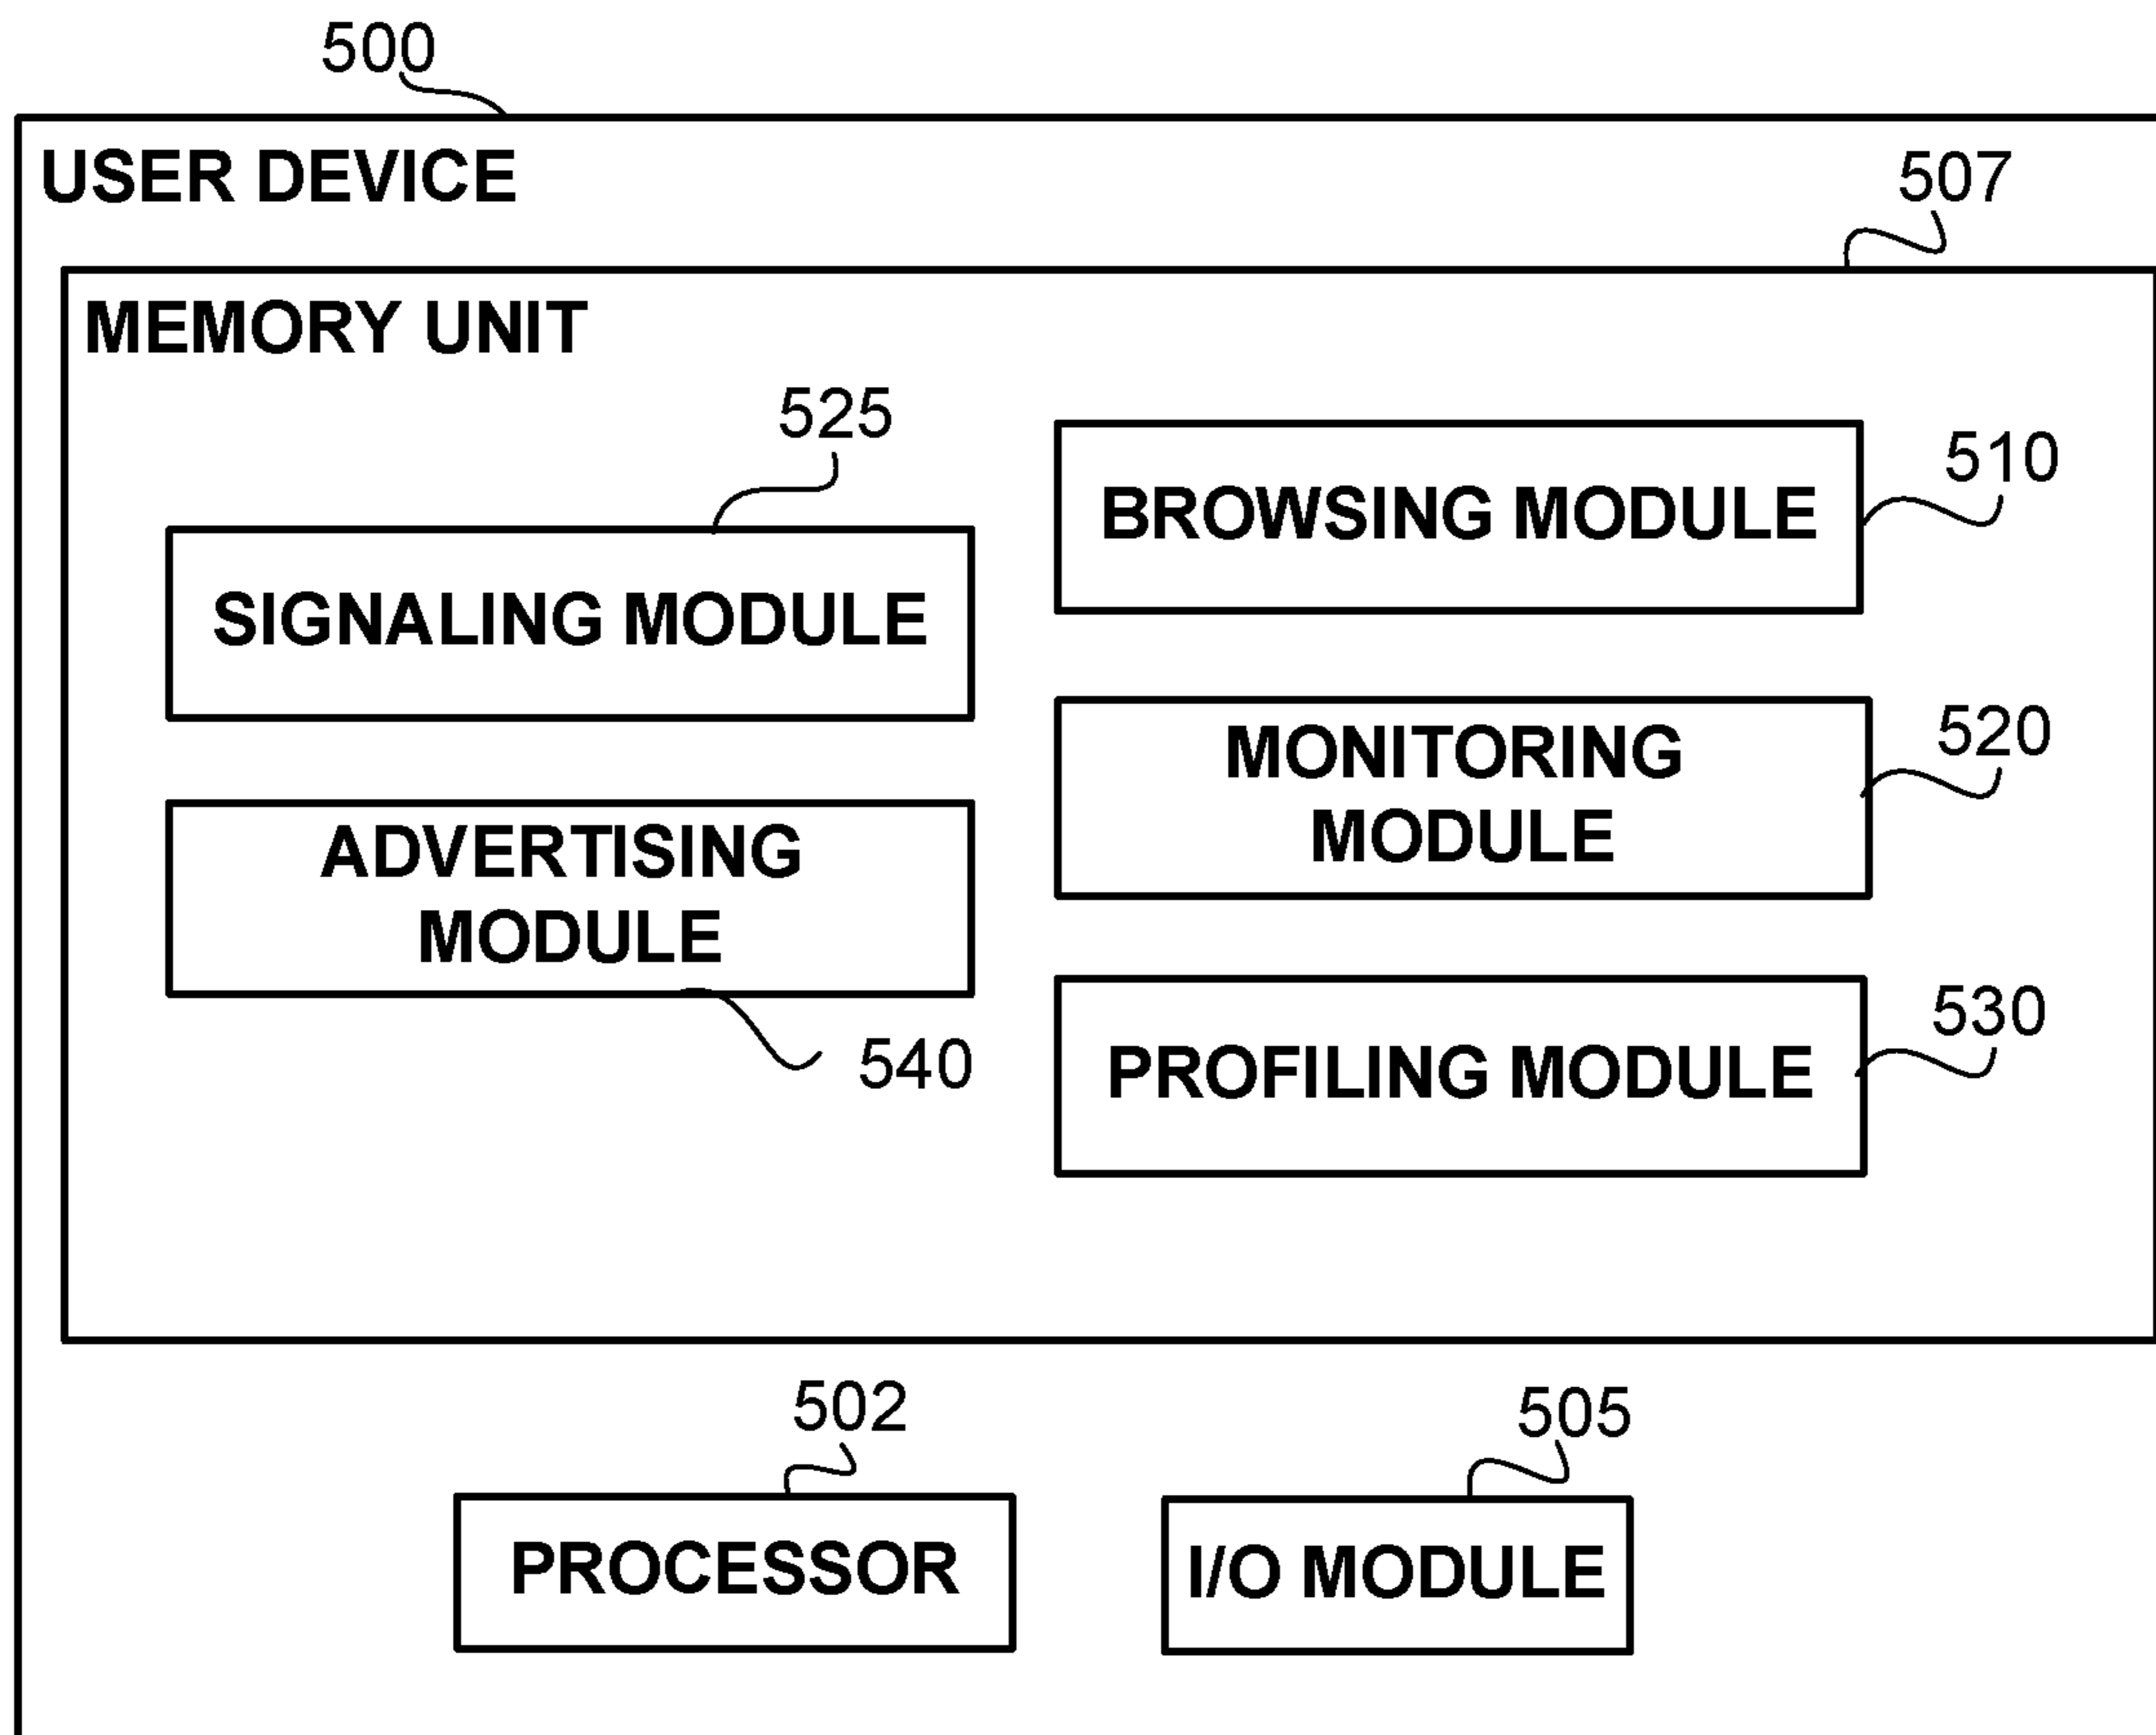 500
USER DEVICE
507
MEMORY UNIT
525
SIGNALING MODULE
510
BROWSING MODULE
520
MONITORING
MODULE
ADVERTISING
MODULE
540
530
PROFILING MODULE
502
PROCESSOR
505
I/O MODULE